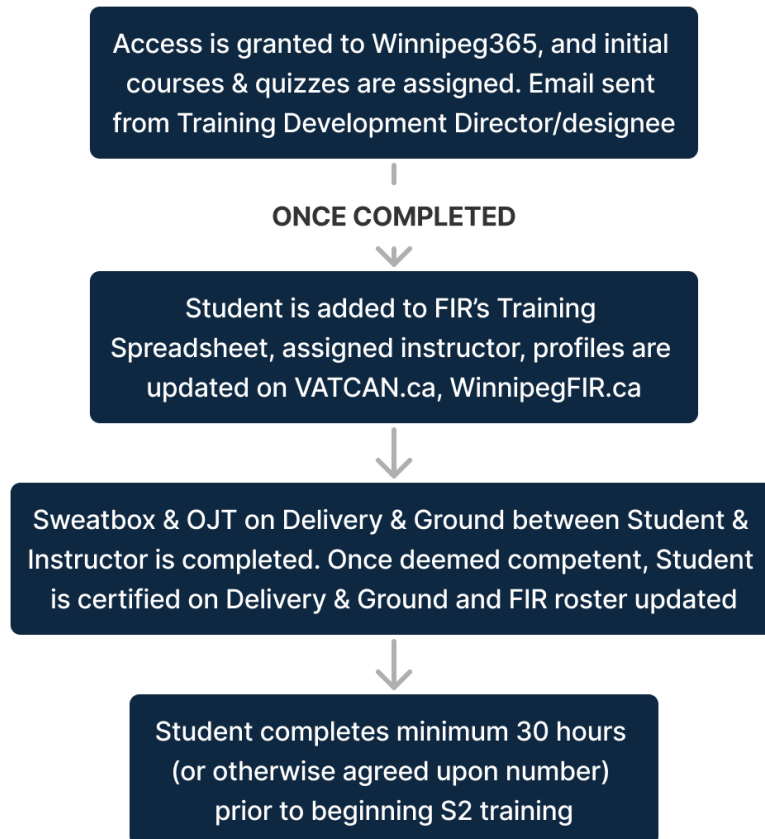 Access is granted to Winnipeg365, and initial
courses & quizzes are assigned. Email sent
from Training Development Director/designee
ONCE COMPLETED
Student is added to FIR’s Training
Spreadsheet, assigned instructor, profiles are
updated on VATCAN.ca, WinnipegFIR.ca
Sweatbox & OJT on Delivery & Ground between Student &
Instructor is completed. Once deemed competent, Student
is certified on Delivery & Ground and FIR roster updated
Student completes minimum 30 hours
(or otherwise agreed upon number)
prior to beginning S2 training